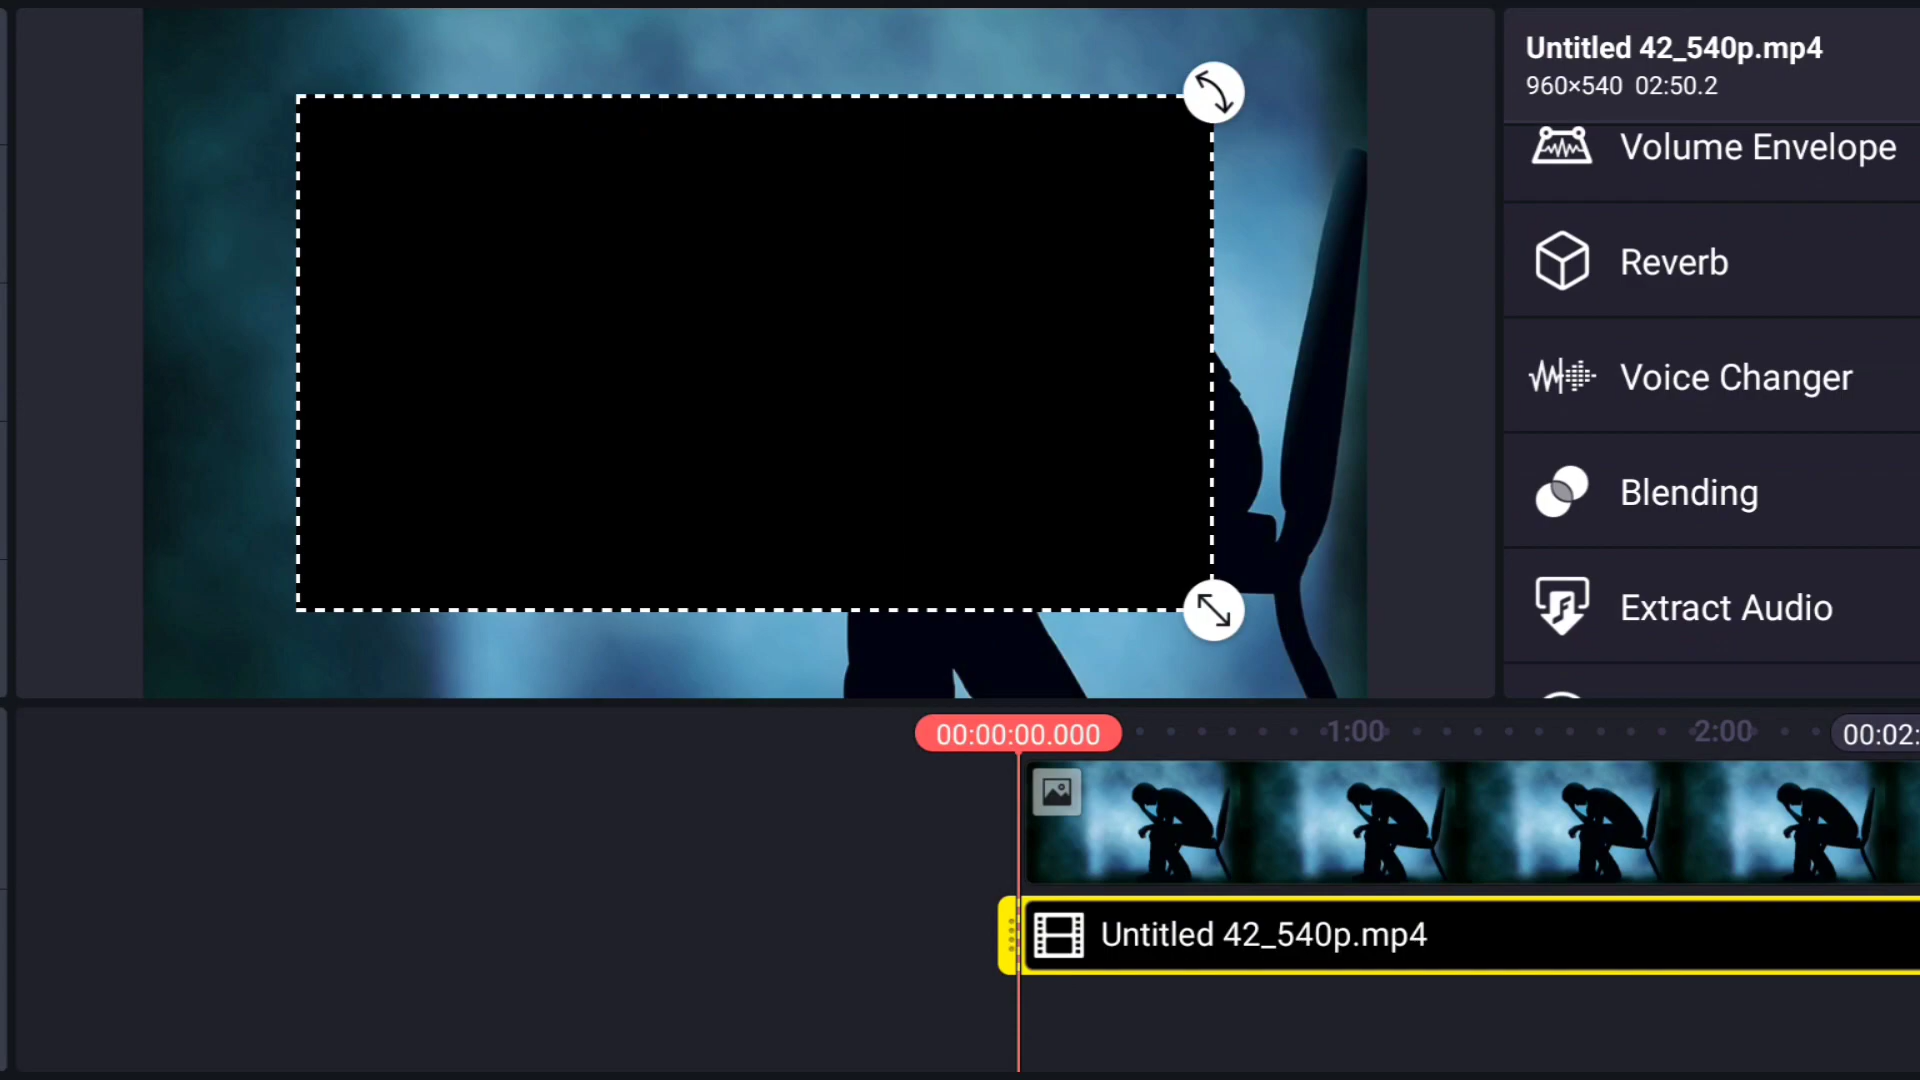 Untitled 42_540p.mp4
960×540 02:50.2
Volume Envelope
Reverb
Voice Changer
Blending
Extract Audio
00:00:00.000
1:00
2:00
00:02:
Untitled 42_540p.mp4